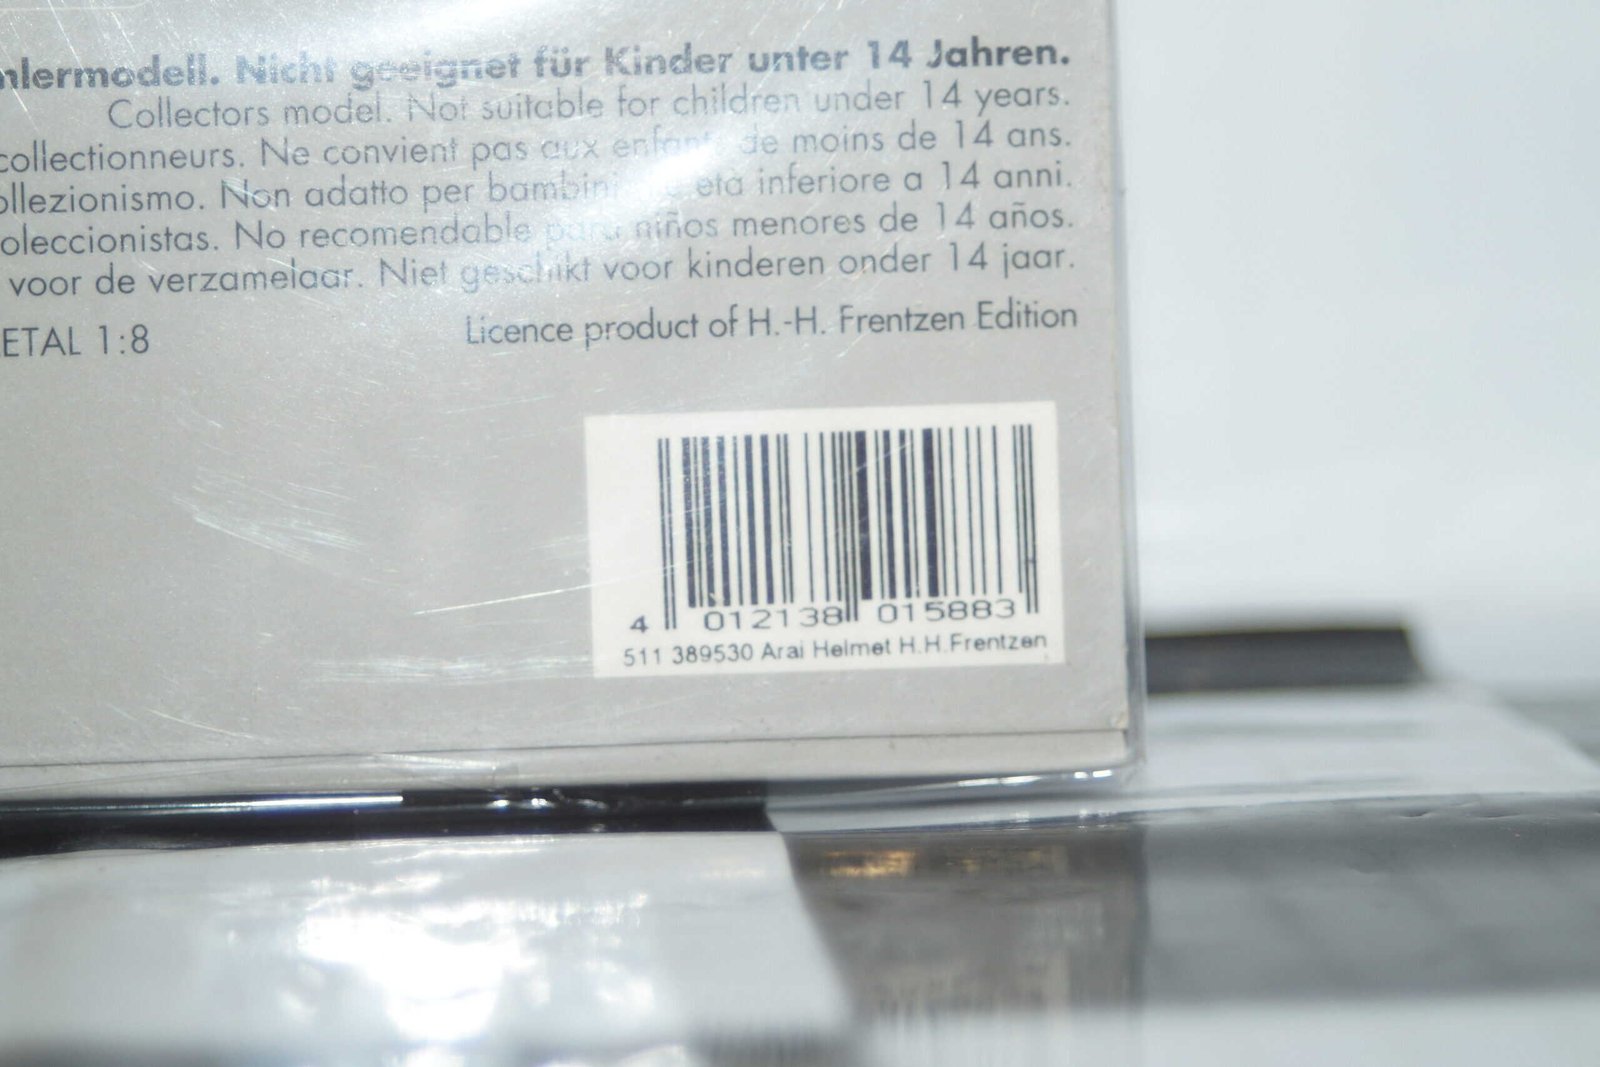 nlermodell. Nicht geeignet für Kinder unter 14 Jahren.
Collectors model. Not suitable for children under 14 years.
collectionneurs. Ne convient pas aux enfants de moins de 14 ans.
ollezionismo. Non adatto per bambini età inferiore a 14 anni.
oleccionistas. No recomendable para niños menores de 14 años.
voor de verzamelaar. Niet geschikt voor kinderen onder 14 jaar.
ETAL 1:8
Licence product of H.-H. Frentzen Edition
4 012138 015883
511 389530 Arai Helmet H.H.Frentzen